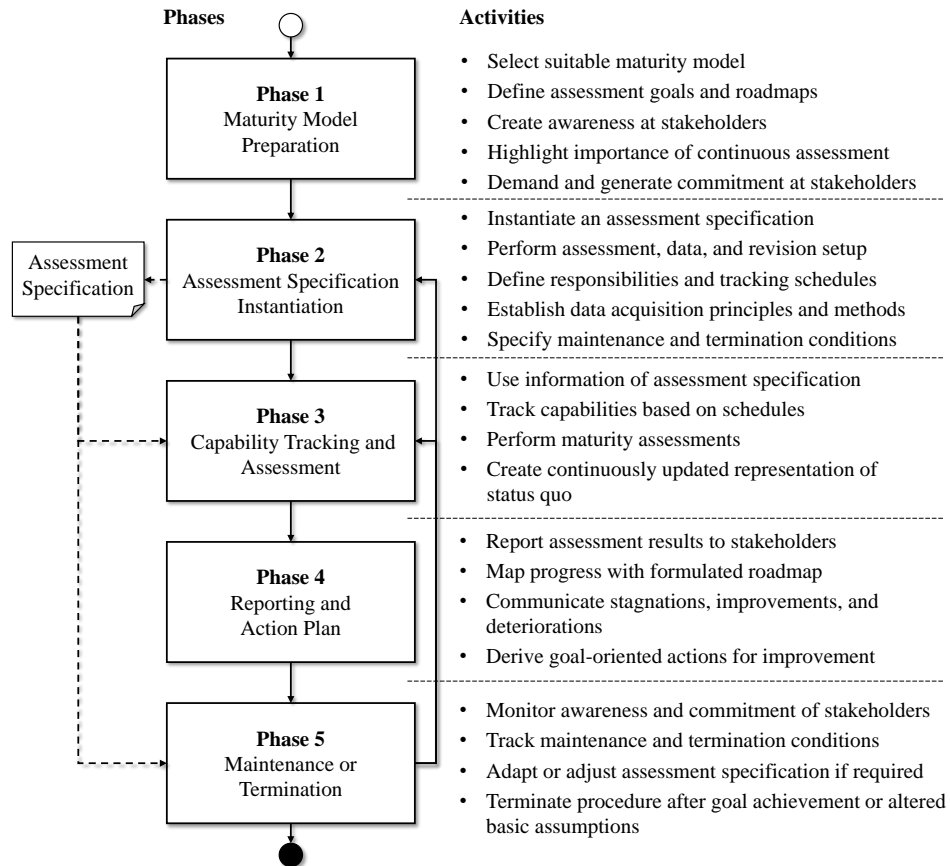 Phases
Activities
Phase 1
Maturity Model
Preparation
• Select suitable maturity model
• Define assessment goals and roadmaps
• Create awareness at stakeholders
• Highlight importance of continuous assessment
• Demand and generate commitment at stakeholders
Assessment
Specification
Phase 2
Assessment Specification
Instantiation
• Instantiate an assessment specification
• Perform assessment, data, and revision setup
• Define responsibilities and tracking schedules
• Establish data acquisition principles and methods
• Specify maintenance and termination conditions
Phase 3
Capability Tracking and
Assessment
• Use information of assessment specification
• Track capabilities based on schedules
• Perform maturity assessments
• Create continuously updated representation of
status quo
Phase 4
Reporting and
Action Plan
• Report assessment results to stakeholders
• Map progress with formulated roadmap
• Communicate stagnations, improvements, and
deteriorations
• Derive goal-oriented actions for improvement
Phase 5
Maintenance or
Termination
• Monitor awareness and commitment of stakeholders
• Track maintenance and termination conditions
• Adapt or adjust assessment specification if required
• Terminate procedure after goal achievement or altered
basic assumptions